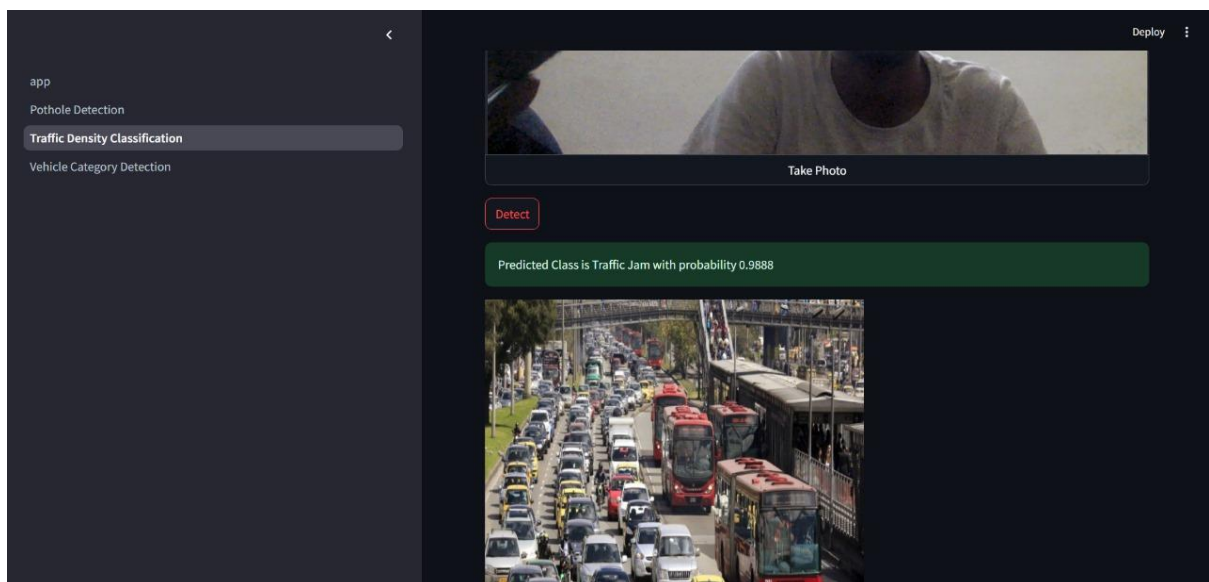 Deploy
app
Pothole Detection
Traffic Density Classification
Vehicle Category Detection
Take Photo
Detect
Predicted Class is Traffic Jam with probability 0.9888